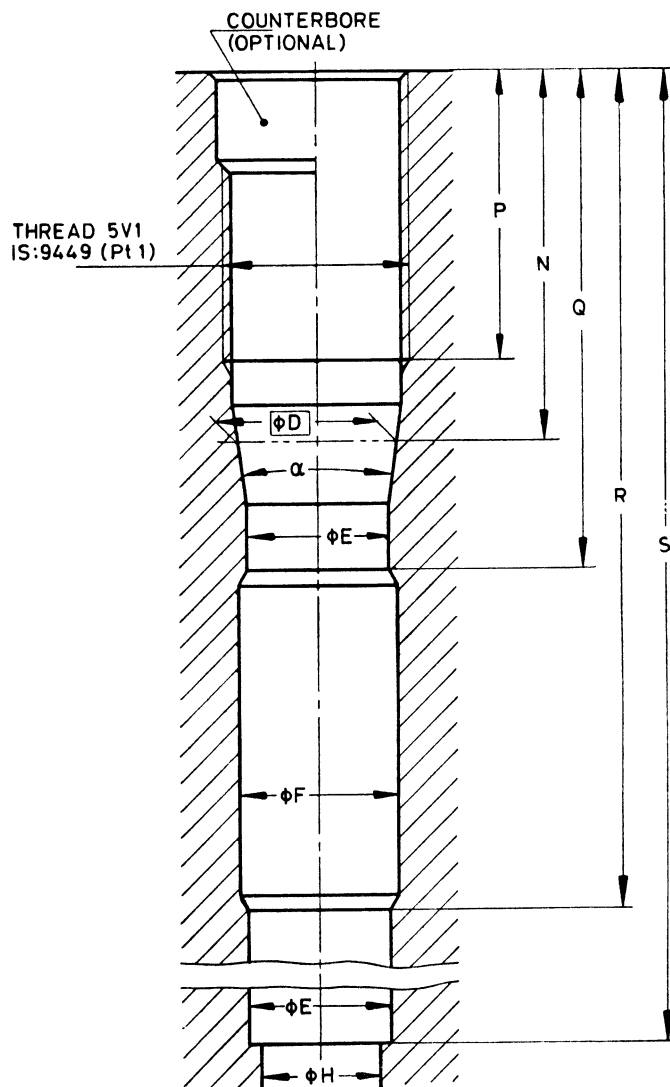 COUNTERBORE
(OPTIONAL)
THREAD 5V1
IS:9449 (Pt 1)
P
N
Q
R
S
ϕD
α
ϕE
ϕF
ϕE
ϕH